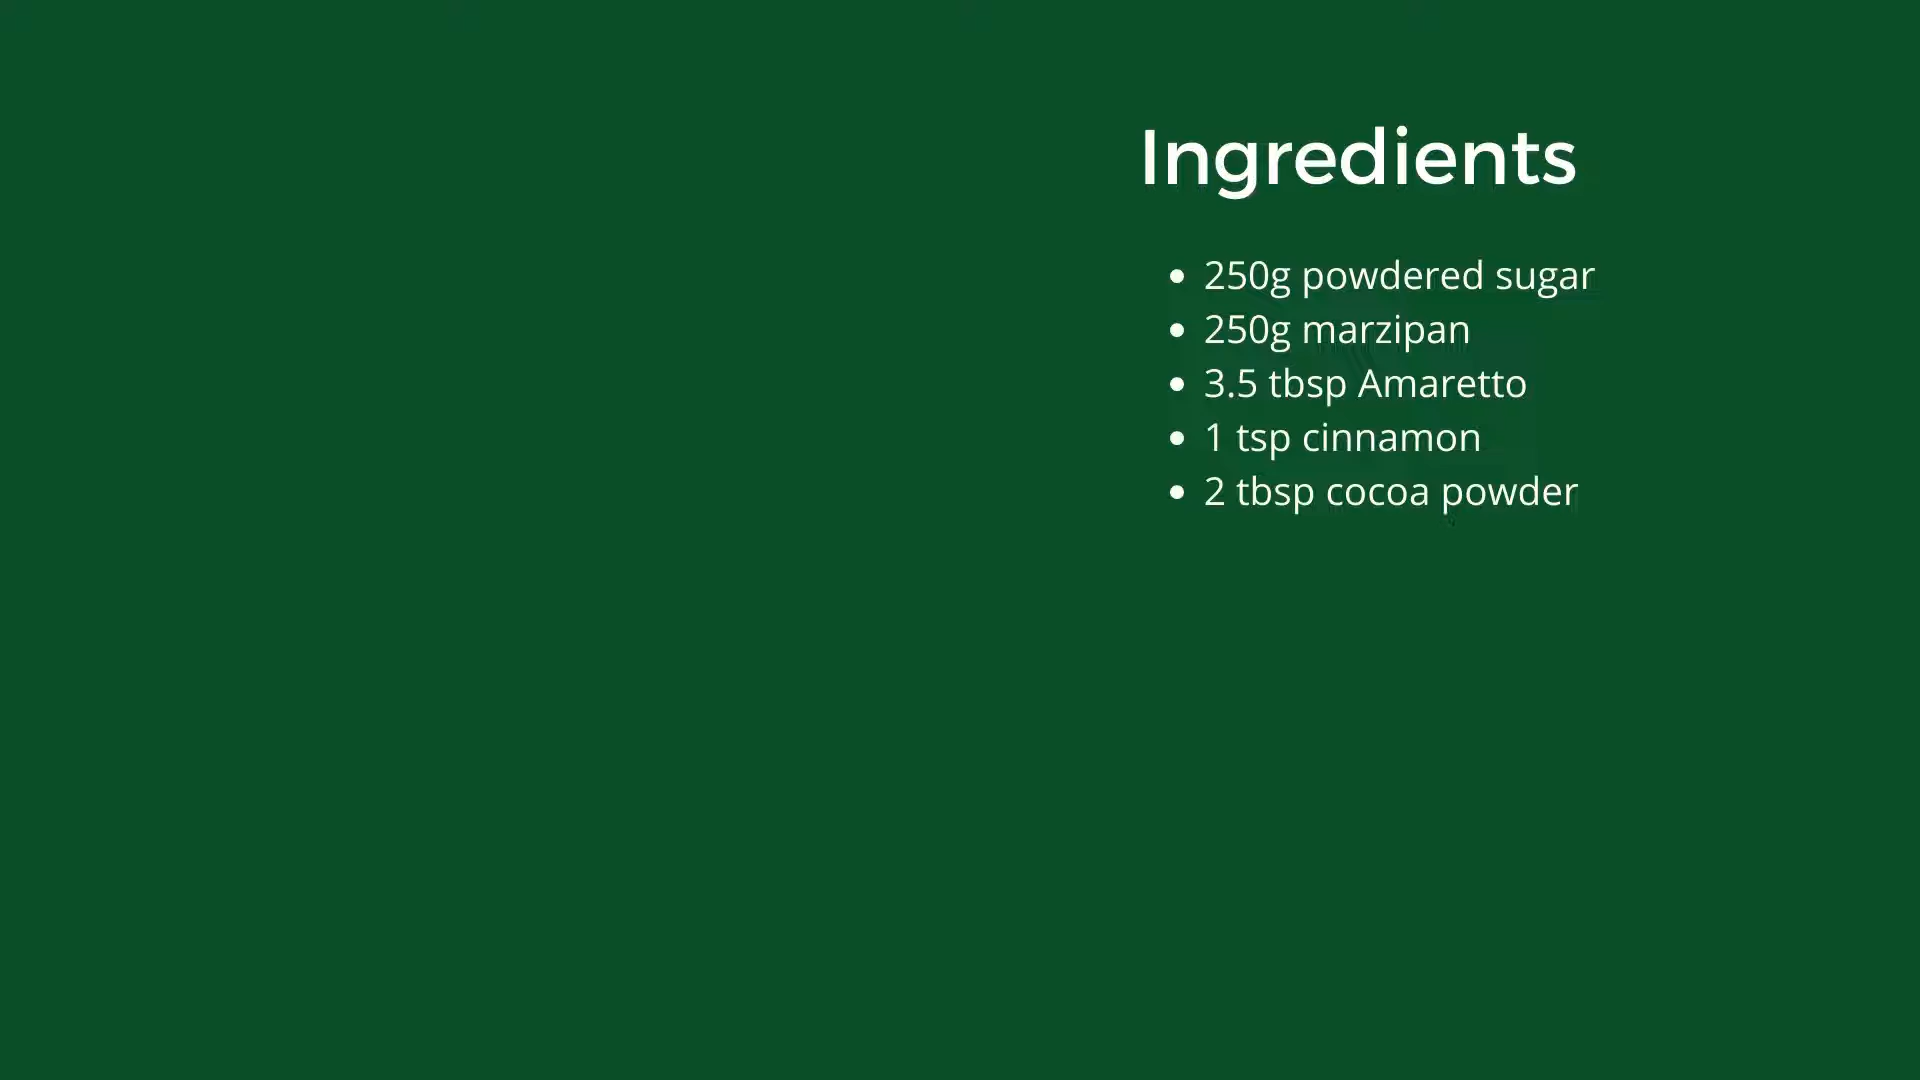 Ingredients
• 250g powdered sugar
• 250g marzipan
• 3.5 tbsp Amaretto
• 1 tsp cinnamon
• 2 tbsp cocoa powder